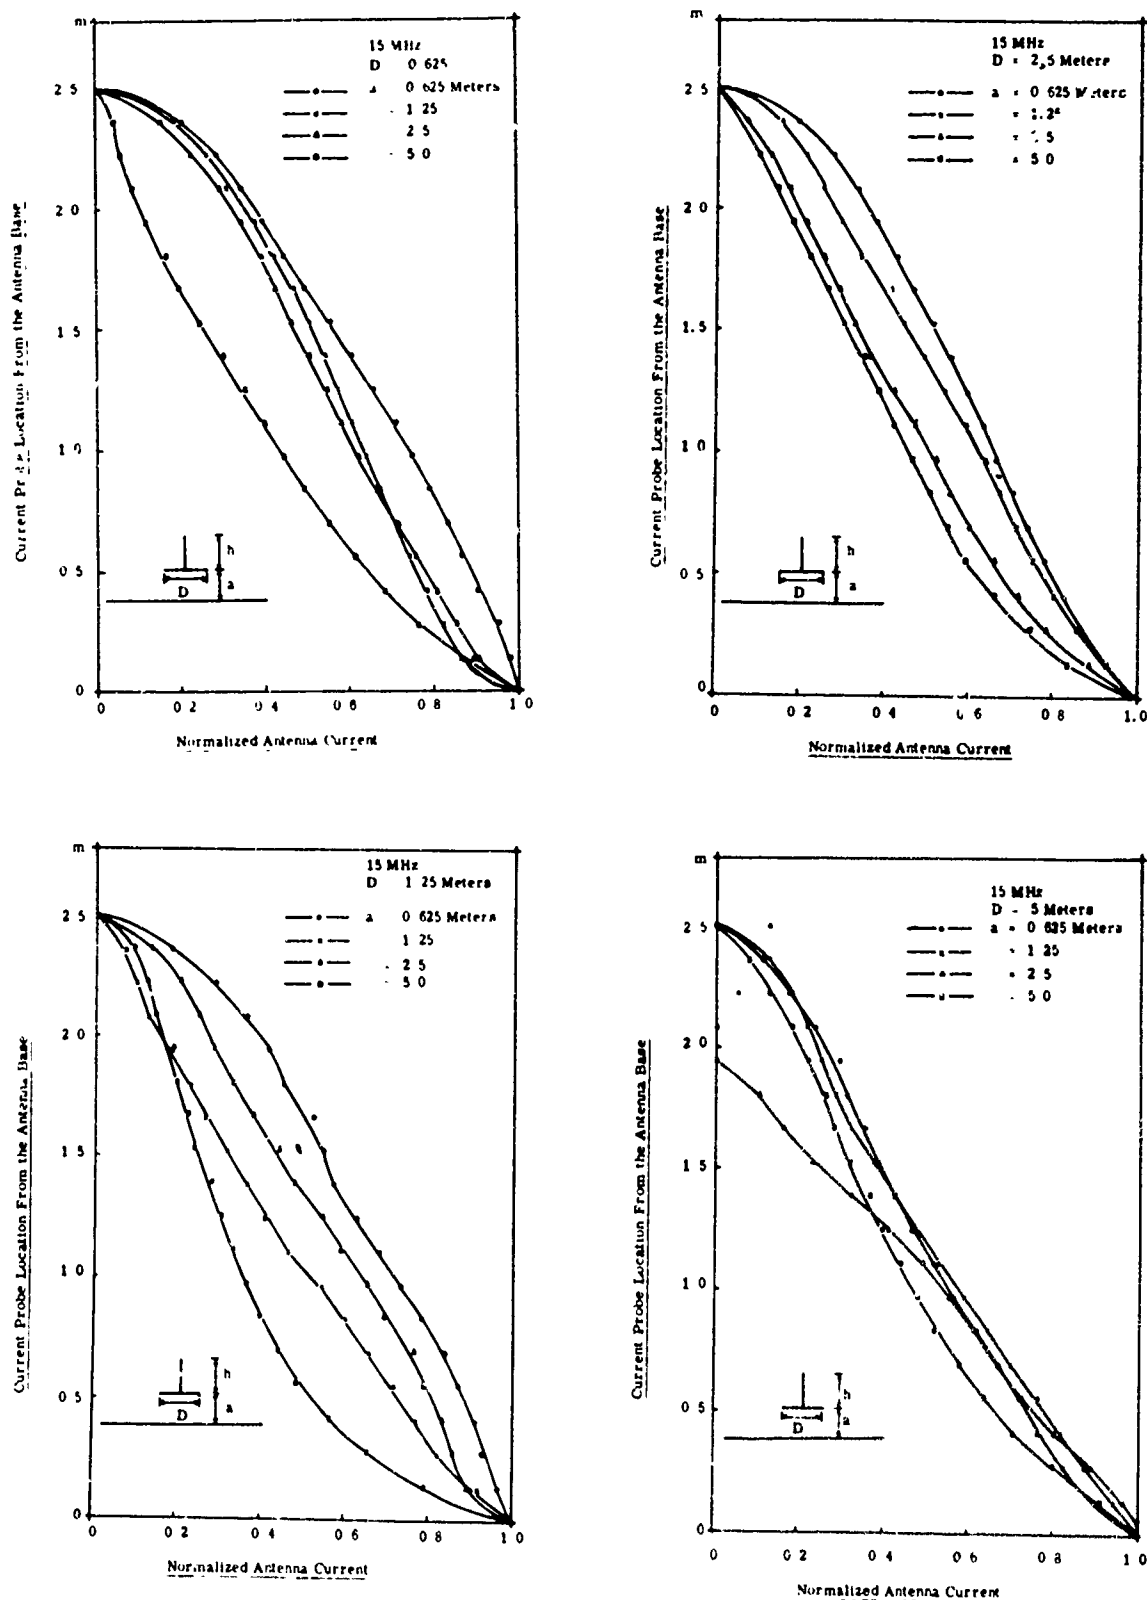 m
15 MHz
D 0 625
a 0 625 Meters
- 1 25
2 5
- 5 0
2 5
2 0
1 5
1 0
0 5
0
0 0 2 0 4 0 6 0 8 1 0
Current Location From the Antenna Base
Normalized Antenna Current
h
a
D
m
15 MHz
D = 2.5 Meters
a = 0 625 Meters
5 0
2 5
2 0
1 5
1 0
0 5
0
0 0 2 0 4 0 8 1 0
Current Probe Location From the Antenna Base
Normalized Antenna Current
h
a
D
m
15 MHz
D 1 25 Meters
a 0 625 Meters
1 25
- 2 5
- 5 0
2 5
2 0
1 5
1 0
0 5
0
0 0 2 0 4 0 6 0 8 1 0
Current Probe Location From the Antenna Base
Normalized Antenna Current
h
a
D
m
15 MHz
D - 5 Meters
a = 0 625 Meters
1 25
2 5
- 5 0
2 5
2 0
1 5
1 0
0 5
0
0 0 2 0 4 0 6 0 8 1 0
Current Probe Location From the Antenna Base
Normalized Antenna Current
h
a
D